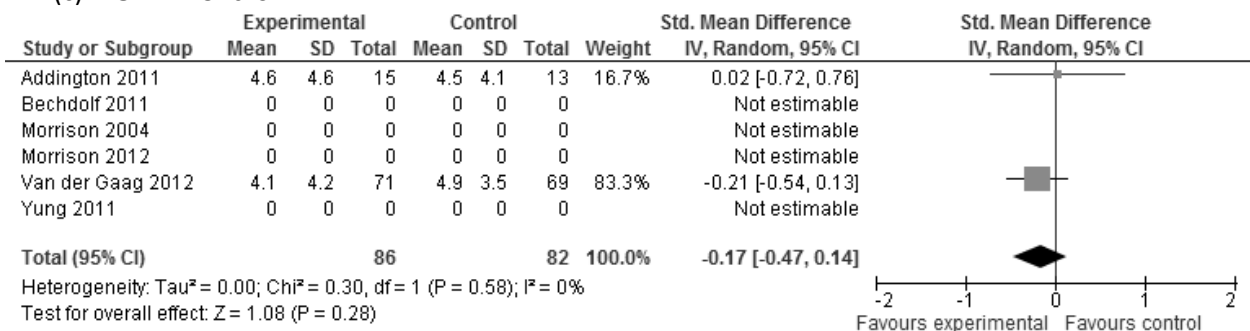 Experimental Control Std. Mean Difference Std. Mean Difference
Study or Subgroup Mean SD Total Mean SD Total Weight IV, Random, 95% CI IV, Random, 95% CI
Addington 2011 4.6 4.6 15 4.5 4.1 13 16.7% 0.02 [-0.72, 0.76]
Bechdolf 2011 0 0 0 0 0 0 Not estimable
Morrison 2004 0 0 0 0 0 0 Not estimable
Morrison 2012 0 0 0 0 0 0 Not estimable
Van der Gaag 2012 4.1 4.2 71 4.9 3.5 69 83.3% -0.21 [-0.54, 0.13]
Yung 2011 0 0 0 0 0 0 Not estimable
Total (95% CI) 86 82 100.0% -0.17 [-0.47, 0.14]
Heterogeneity: Tau² = 0.00; Chi² = 0.30, df = 1 (P = 0.58); I² = 0%
Test for overall effect: Z = 1.08 (P = 0.28)
-2 -1 0 1 2
Favours experimental Favours control